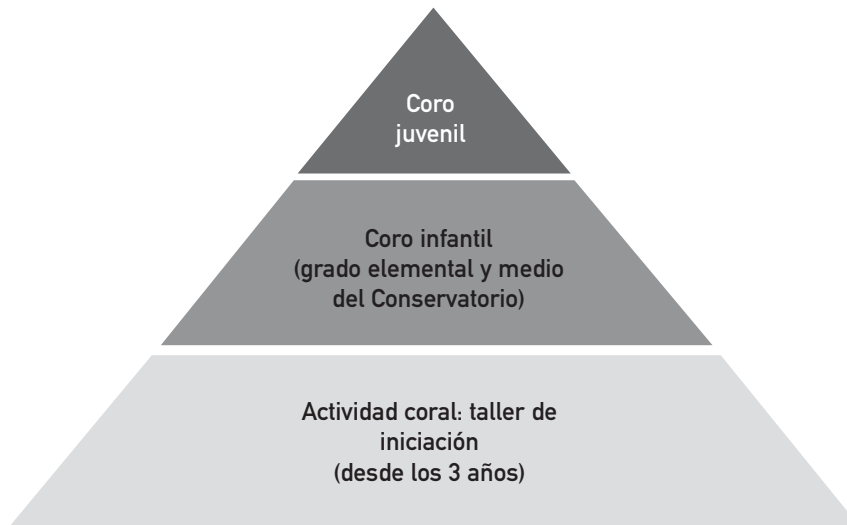 Coro
juvenil
Coro infantil
(grado elemental y medio
del Conservatorio)
Actividad coral: taller de
iniciación
(desde los 3 años)